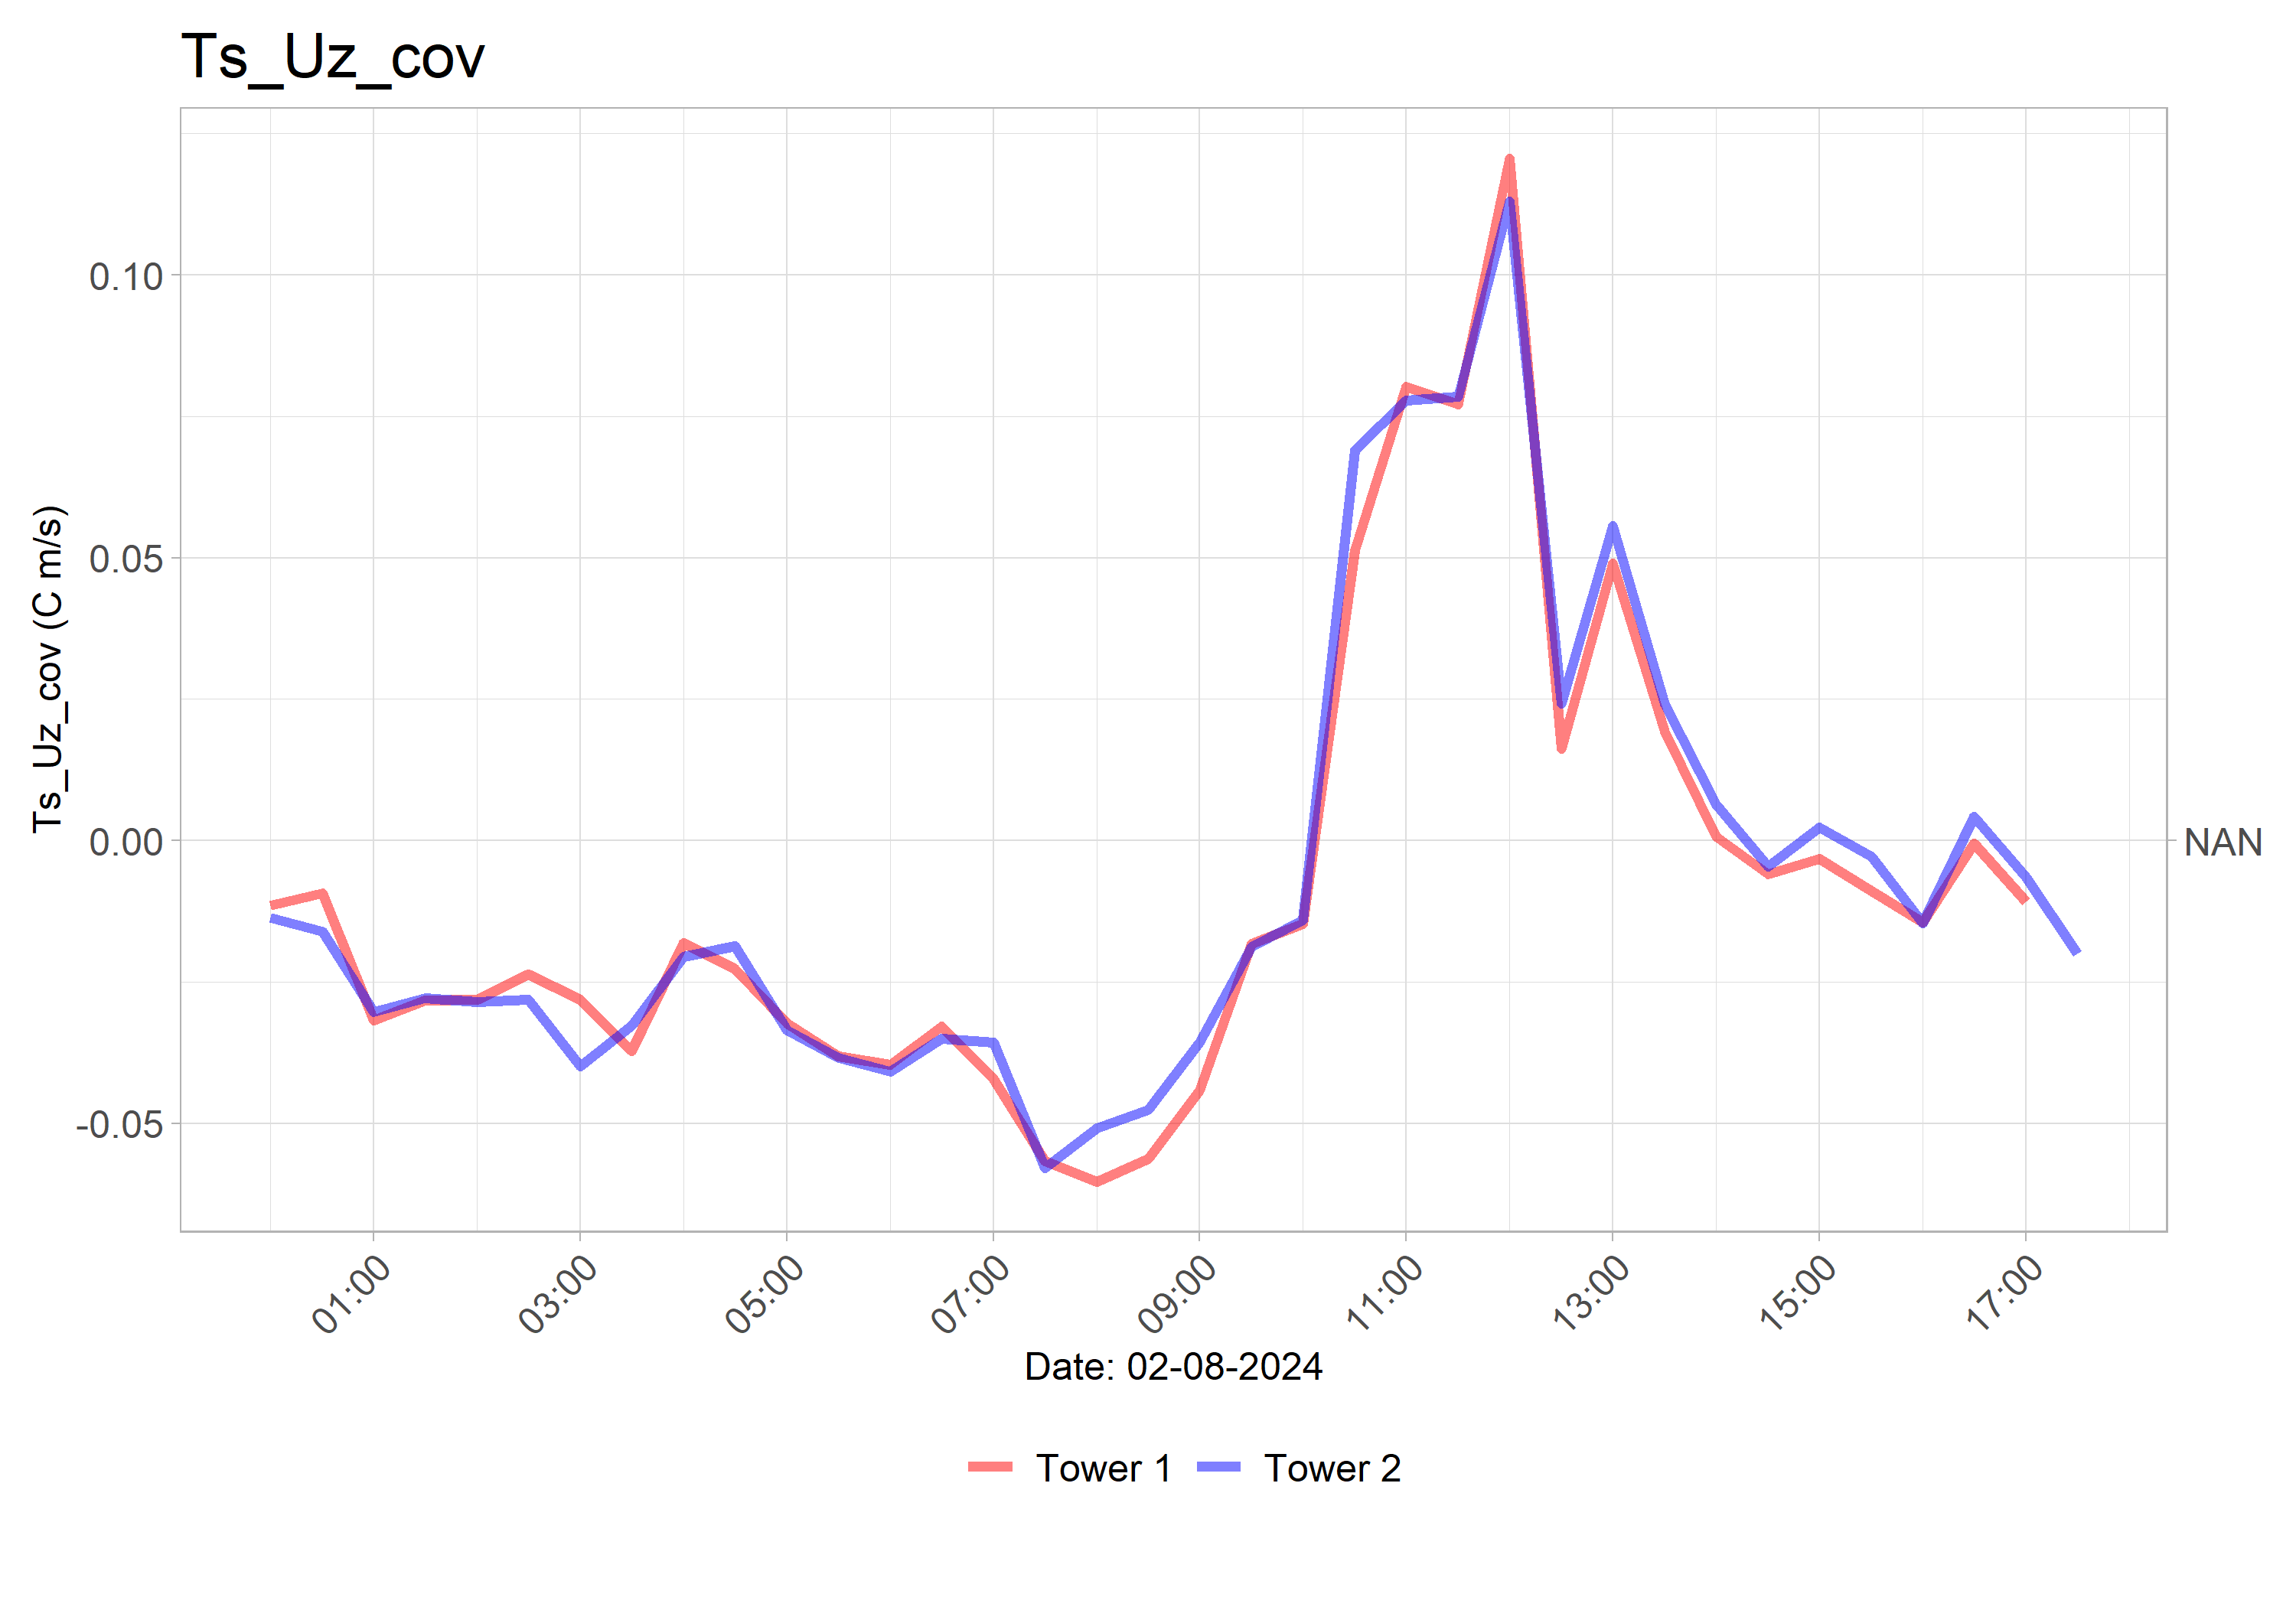 Ts_Uz_cov
Ts_Uz_cov (C m/s)
0.10
0.05
0.00
-0.05
NAN
01:00
03:00
05:00
07:00
09:00
11:00
13:00
15:00
17:00
Date: 02-08-2024
Tower 1
Tower 2